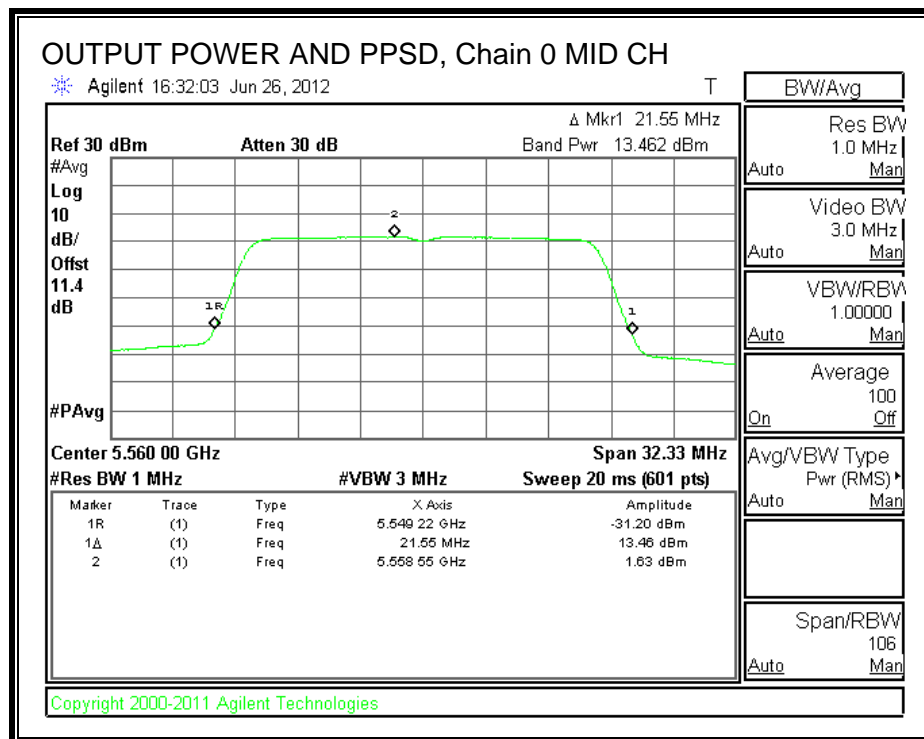 OUTPUT POWER AND PPSD, Chain 0 MID CH
Agilent 16:32:03 Jun 26, 2012 T
Δ Mkr1 21.55 MHz
Ref 30 dBm Atten 30 dB Band Pwr 13.462 dBm
#Avg
Log
10
dB/
Offst
11.4
dB
1R
2
1
#PAvg
Center 5.560 00 GHz Span 32.33 MHz
#Res BW 1 MHz #VBW 3 MHz Sweep 20 ms (601 pts)
Marker Trace Type X Axis Amplitude
1R (1) Freq 5.549 22 GHz -31.20 dBm
1Δ (1) Freq 21.55 MHz 13.46 dBm
2 (1) Freq 5.558 55 GHz 1.63 dBm
BW/Avg
Res BW
1.0 MHz
Auto Man
Video BW
3.0 MHz
Auto Man
VBW/RBW
1.00000
Auto Man
Average
100
On Off
Avg/VBW Type
Pwr (RMS)
Auto Man
Span/RBW
106
Auto Man
Copyright 2000-2011 Agilent Technologies